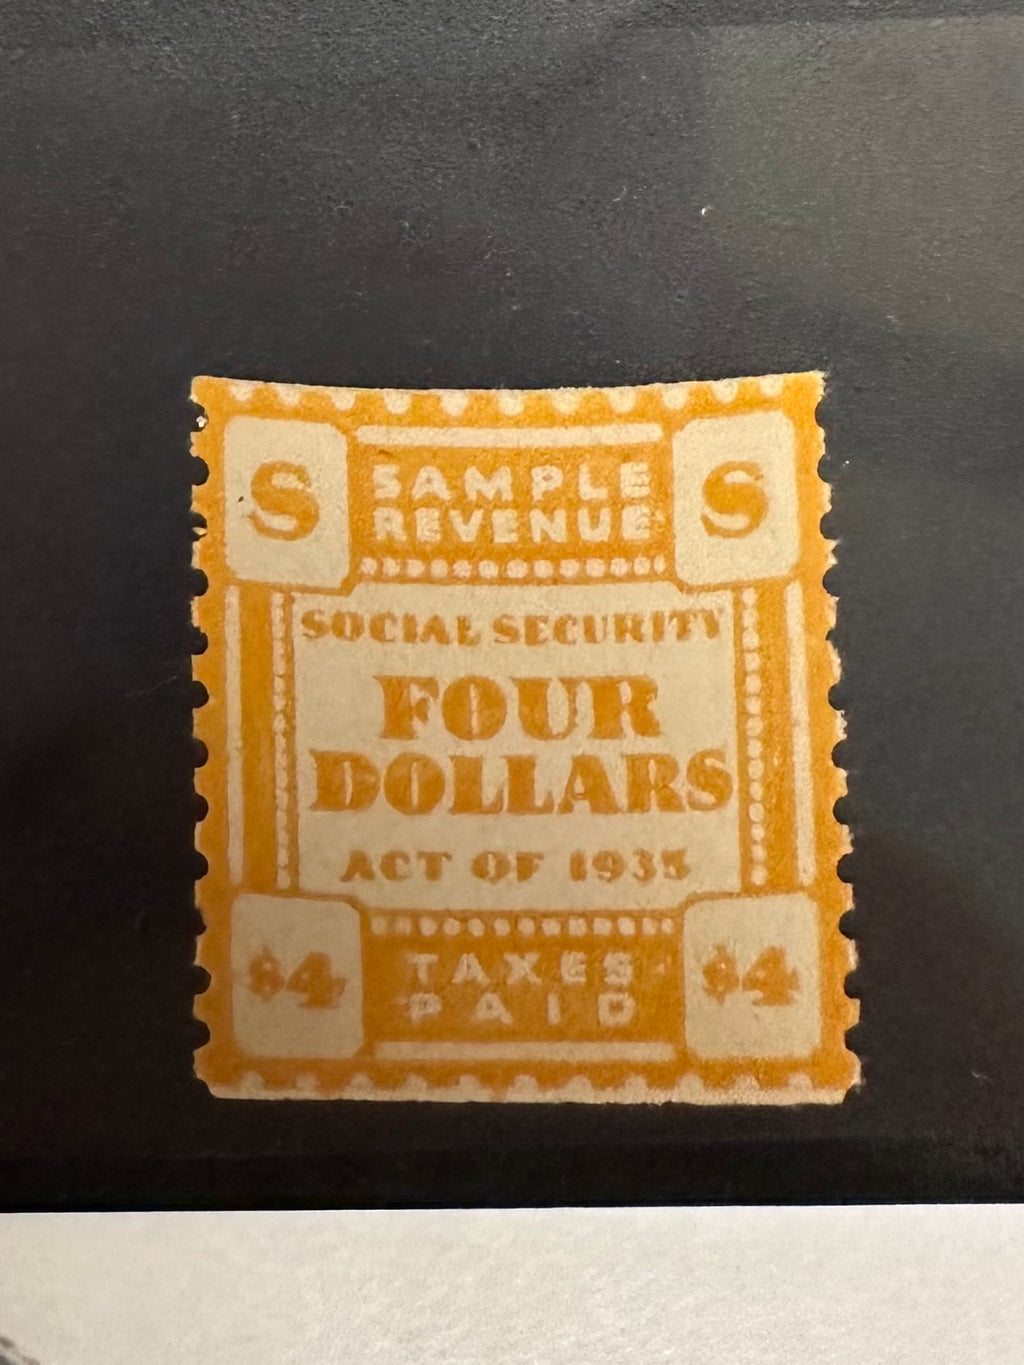 S SAMPLE S
REVENUE
SOCIAL SECURITY
FOUR
DOLLARS
ACT OF 1935
$4 TAXES $4
PAID